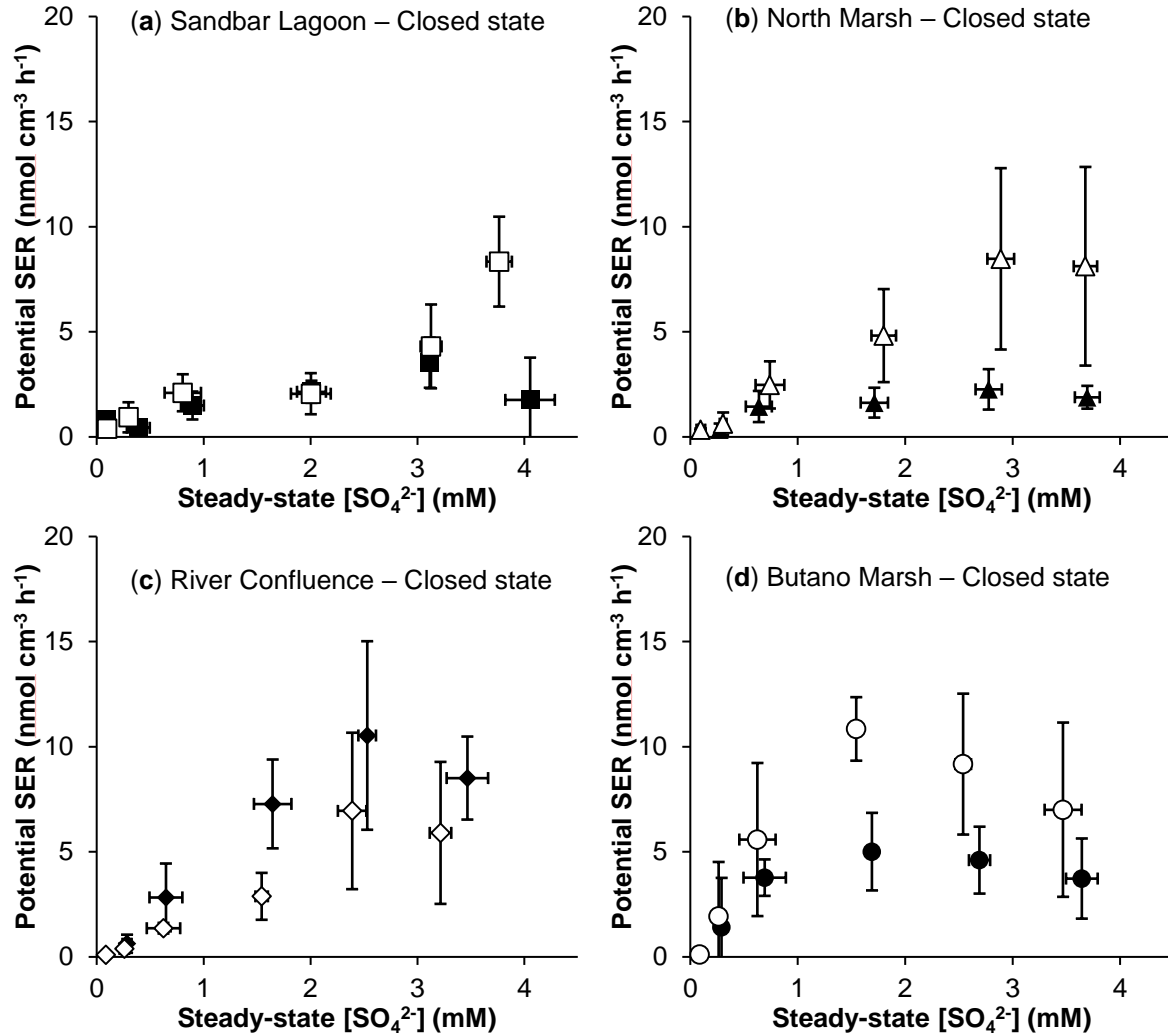 (a) Sandbar Lagoon – Closed state
20
15
10
5
0
0 1 2 3 4
Potential SER (nmol cm⁻³ h⁻¹)
Steady-state [SO₄²⁻] (mM)
(b) North Marsh – Closed state
20
15
10
5
0
0 1 2 3 4
Potential SER (nmol cm⁻³ h⁻¹)
Steady-state [SO₄²⁻] (mM)
(c) River Confluence – Closed state
20
15
10
5
0
0 1 2 3 4
Potential SER (nmol cm⁻³ h⁻¹)
Steady-state [SO₄²⁻] (mM)
(d) Butano Marsh – Closed state
20
15
10
5
0
0 1 2 3 4
Potential SER (nmol cm⁻³ h⁻¹)
Steady-state [SO₄²⁻] (mM)